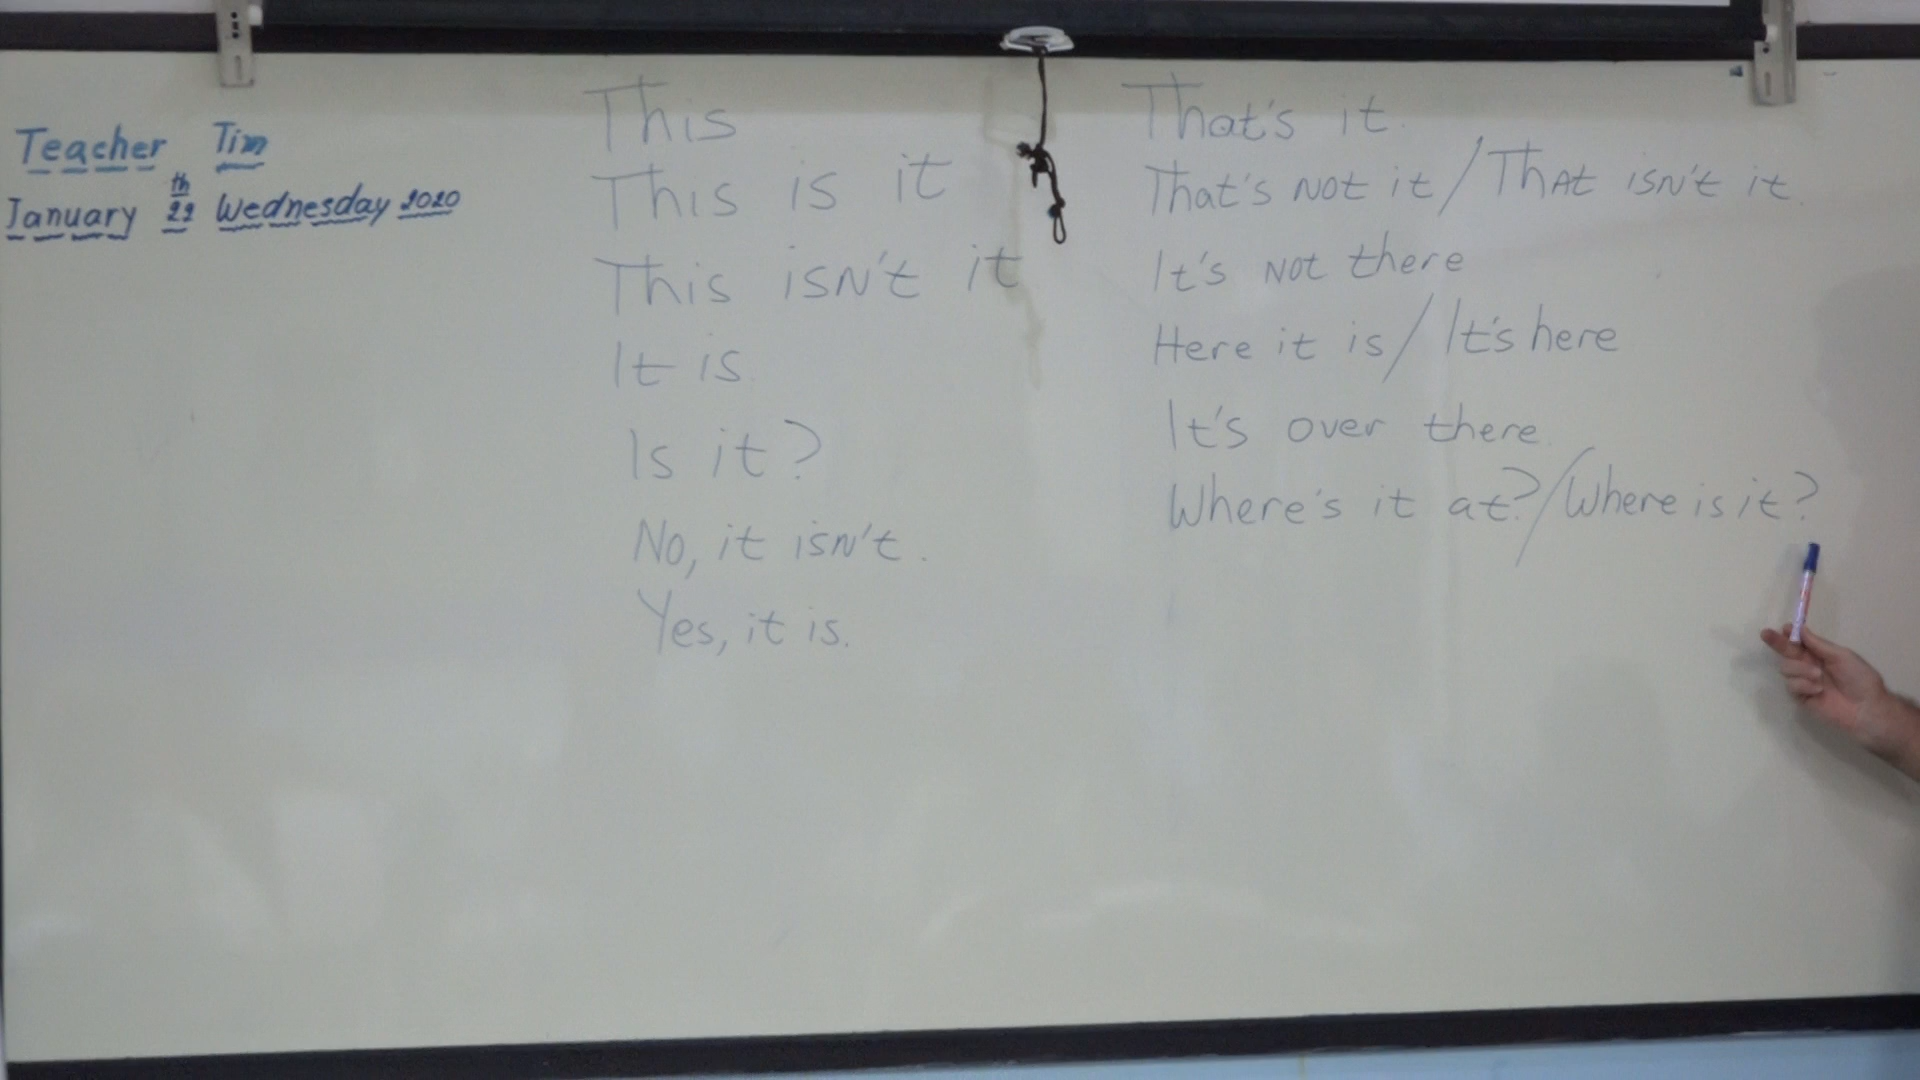 Teacher Tim
January 22th Wednesday 2020
This
This is it
This isn't it
It is
Is it?
No, it isn't.
Yes, it is.
That's it.
That's not it / That isn't it.
It's not there
Here it is / It's here
It's over there.
Where's it at? / Where is it?